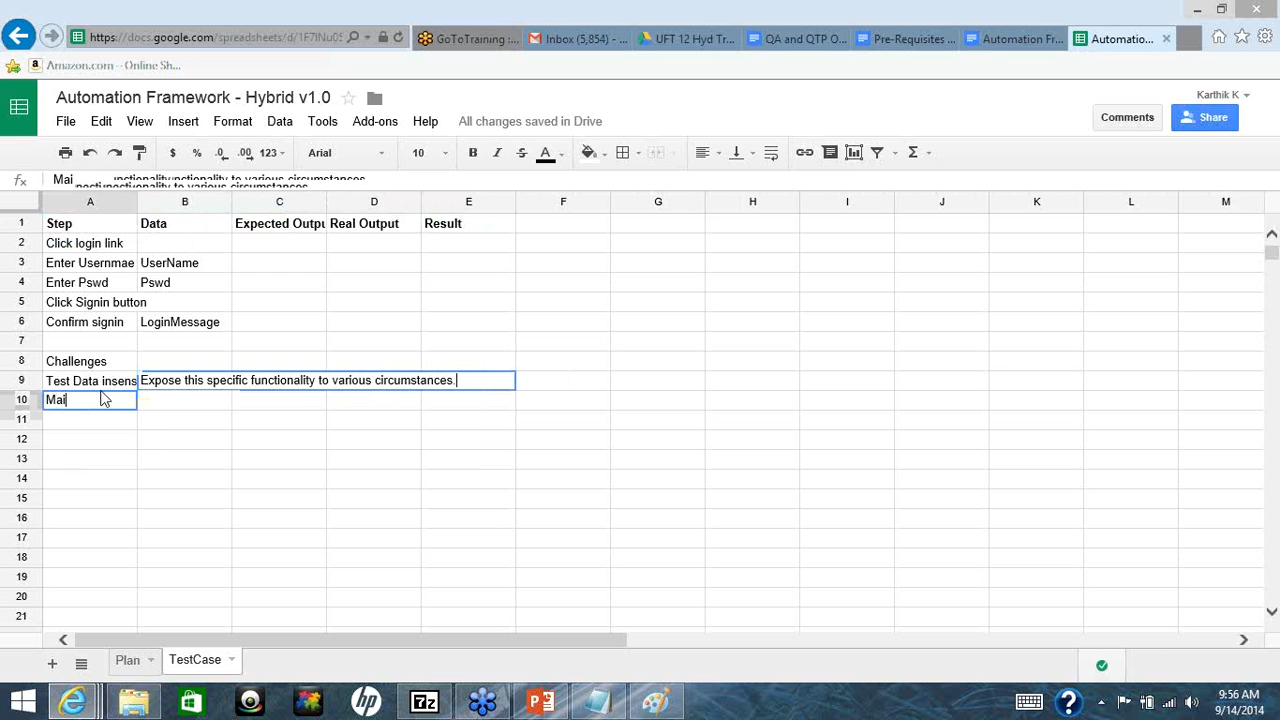 https://docs.google.com/spreadsheets/d/1F7INu0S
GoToTraining :...
Inbox (5,854) - ...
UFT 12 Hyd Tr...
QA and QTP O...
Pre-Requisites ...
Automation Fr...
Automatio...
Amazon.com – Online Sh...
Automation Framework - Hybrid v1.0
Karthik K
File Edit View Insert Format Data Tools Add-ons Help All changes saved in Drive
Comments
Share
$ % .0 .00 123 Arial 10 B I S A Σ
fx Mai
to various circumstances.
A B C D E F G H I J K L M
1 Step Data Expected Outpu Real Output Result
2 Click login link
3 Enter Usernmae UserName
4 Enter Pswd Pswd
5 Click Signin button
6 Confirm signin LoginMessage
7
8 Challenges
9 Test Data insens Expose this specific functionality to various circumstances.
10 Mai
11
12
13
14
15
16
17
18
19
20
21
Plan TestCase
9:56 AM
9/14/2014